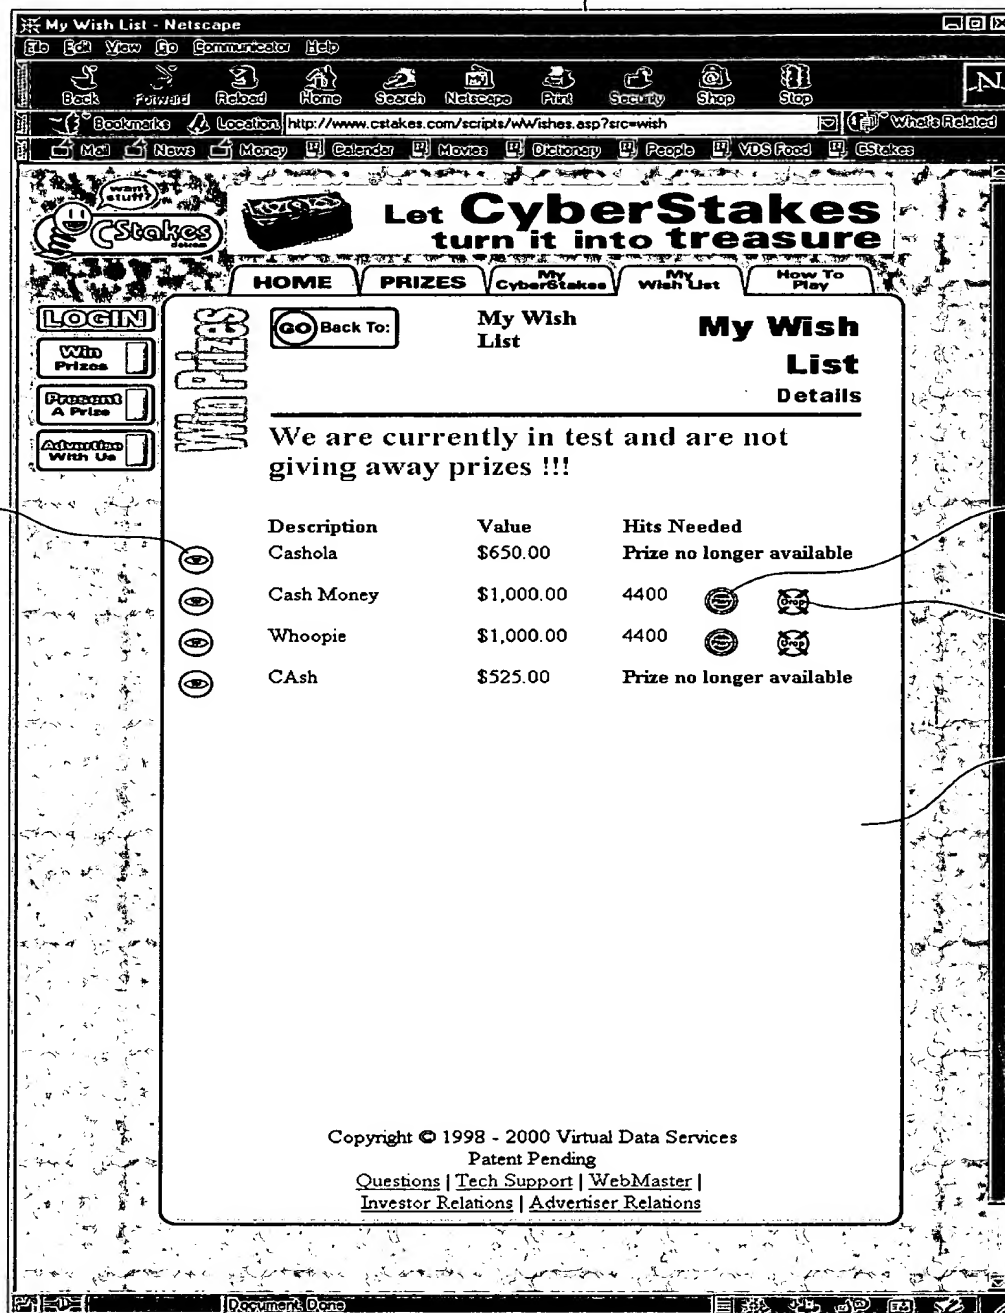 My Wish List - Netscape
File Edit View Go Communicator Help
Back Forward Reload Home Search Netscape Print Security Shop Stop
N
Bookmarks Location: http://www.cstakes.com/scripts/wWishes.asp?src=wish What's Related
Mail News Money Calendar Movies Dictionary People VDS Food CStakes
want stuff?
CStakes
dotcom
Let CyberStakes
turn it into treasure
HOME PRIZES My CyberStakes My Wish List How To Play
LOGIN
Win Prizes
Present A Prize
Advertise With Us
Win Prizes
GO Back To:
My Wish
List
My Wish
List
Details
We are currently in test and are not
giving away prizes !!!
Description Value Hits Needed
Cashola $650.00 Prize no longer available
Cash Money $1,000.00 4400 Drop
Whoopie $1,000.00 4400 Drop
CAsh $525.00 Prize no longer available
Copyright © 1998 - 2000 Virtual Data Services
Patent Pending
Questions | Tech Support | WebMaster |
Investor Relations | Advertiser Relations
Document: Done